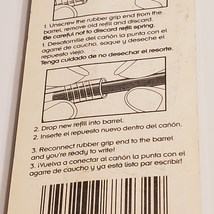 1. Unscrew the rubber grip end from the
barrel, remove old refill and discard.
Be careful not to discard refill spring.
1. Desatornille del cañón la punta con el
agarre de caucho, saque y deseche el
repuesto viejo.
Tenga cuidado de no desechar el resorte.
2. Drop new refill into barrel.
2. Inserte el repuesto nuevo dentro del cañón.
3. Reconnect rubber grip end to the barrel
and you're ready to write!
3. ¡Vuelva a conectar al cañón la punta con el
agarre de caucho y ya está listo par escribir!